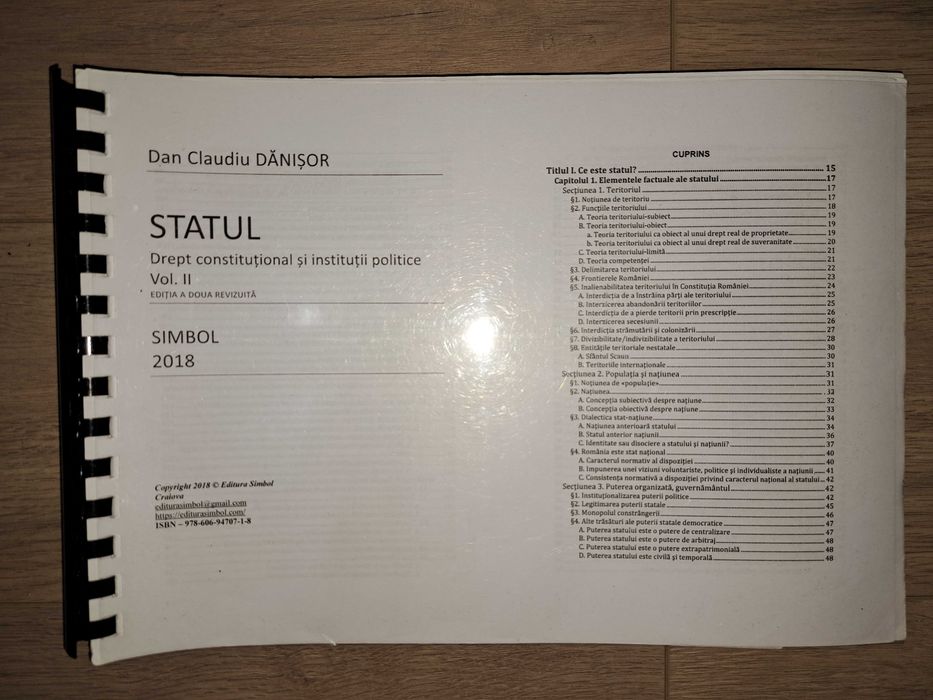 Dan Claudiu DĂNIȘOR
STATUL
Drept constituțional și instituții politice
Vol. II
EDIȚIA A DOUA REVIZUITĂ
SIMBOL
2018
Copyright 2018 © Editura Simbol
Craiova
editurasimbol@gmail.com
https://editurasimbol.com/
ISBN – 978-606-94707-1-8
CUPRINS
Titlul I. Ce este statul? 15
Capitolul 1. Elementele factuale ale statului 17
Secțiunea 1. Teritoriul 17
§1. Noțiunea de teritoriu 17
§2. Funcțiile teritoriului 18
A. Teoria teritoriului-subiect 19
B. Teoria teritoriului-obiect 19
a. Teoria teritoriului ca obiect al unui drept real de proprietate 19
b. Teoria teritoriului ca obiect al unui drept real de suveranitate 20
C. Teoria teritoriului-limită 21
D. Teoria competenței 21
§3. Delimitarea teritoriului 22
§4. Frontierele României 23
§5. Inalienabilitatea teritoriului în Constituția României 24
A. Interdicția de a înstrăina părți ale teritoriului 25
B. Interzicerea abandonării teritoriilor 25
C. Interdicția de a pierde teritorii prin prescripție 26
D. Interzicerea secesiunii 26
§6. Interdicția strămutării și colonizării 27
§7. Divizibilitate/indivizibilitate a teritoriului 28
§8. Entitățile teritoriale nestatale 30
A. Sfântul Scaun 30
B. Teritoriile internaționale 31
Secțiunea 2. Populația și națiunea 31
§1. Noțiunea de «populație» 31
§2. Națiunea 32
A. Concepția subiectivă despre națiune 32
B. Concepția obiectivă despre națiune 33
§3. Dialectica stat-națiune 34
A. Națiunea anterioară statului 34
B. Statul anterior națiunii 36
C. Identitate sau disociere a statului și națiunii? 37
§4. România este stat național 40
A. Caracterul normativ al dispoziției 40
B. Impunerea unei viziuni voluntariste, politice și individualiste a națiunii 41
C. Consistența normativă a dispoziției privind caracterul național al statului 42
Secțiunea 3. Puterea organizată, guvernământul 42
§1. Instituționalizarea puterii politice 42
§2. Legitimarea puterii statale 45
§3. Monopolul constrângerii 46
§4. Alte trăsături ale puterii statale democratice 47
A. Puterea statului este o putere de centralizare 47
B. Puterea statului este o putere de arbitraj 48
C. Puterea statului este o putere extrapatrimonială 48
D. Puterea statului este civilă și temporală 48